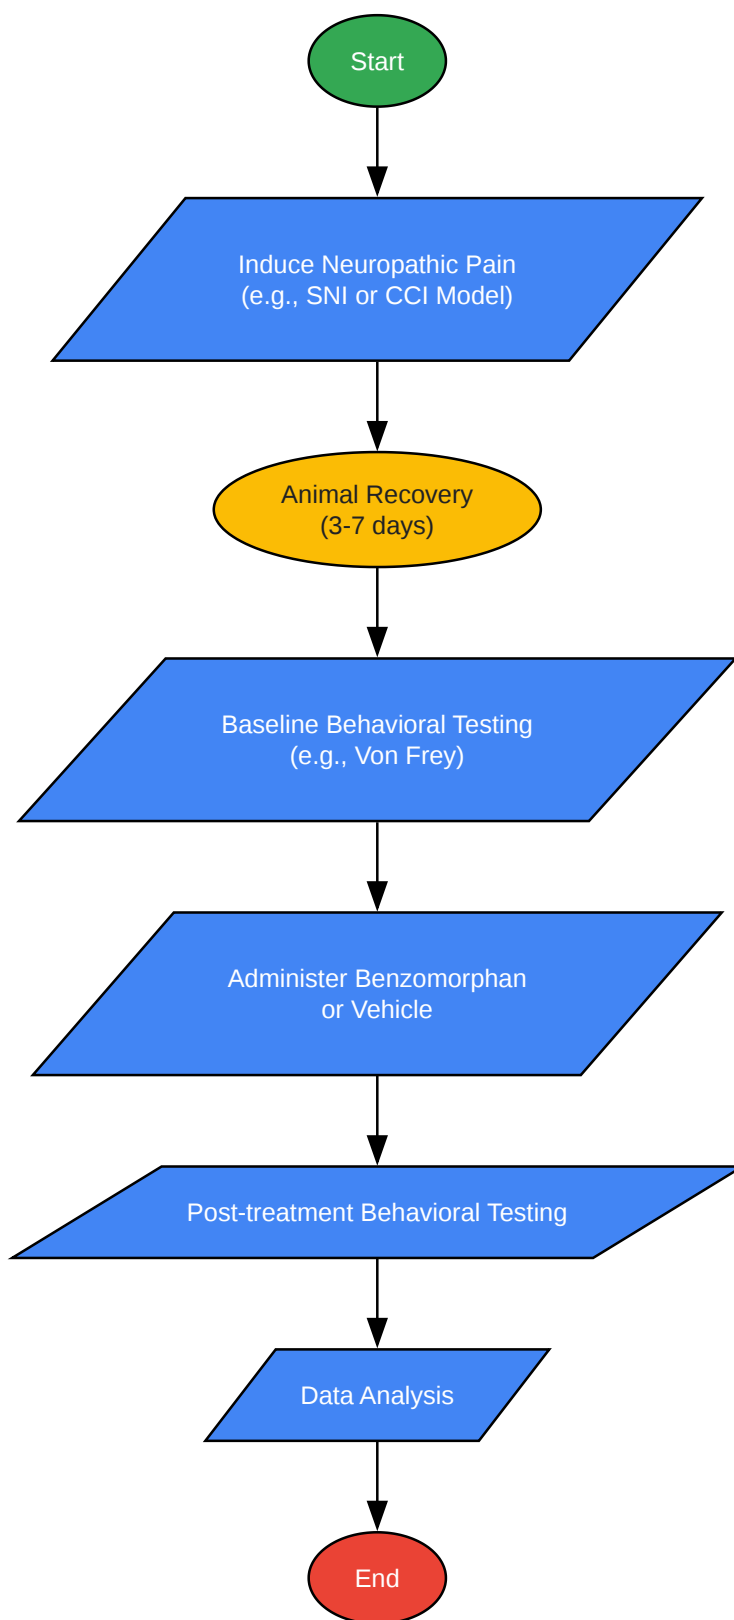 Start
Induce Neuropathic Pain
(e.g., SNI or CCI Model)
Animal Recovery
(3-7 days)
Baseline Behavioral Testing
(e.g., Von Frey)
Administer Benzomorphan
or Vehicle
Post-treatment Behavioral Testing
Data Analysis
End